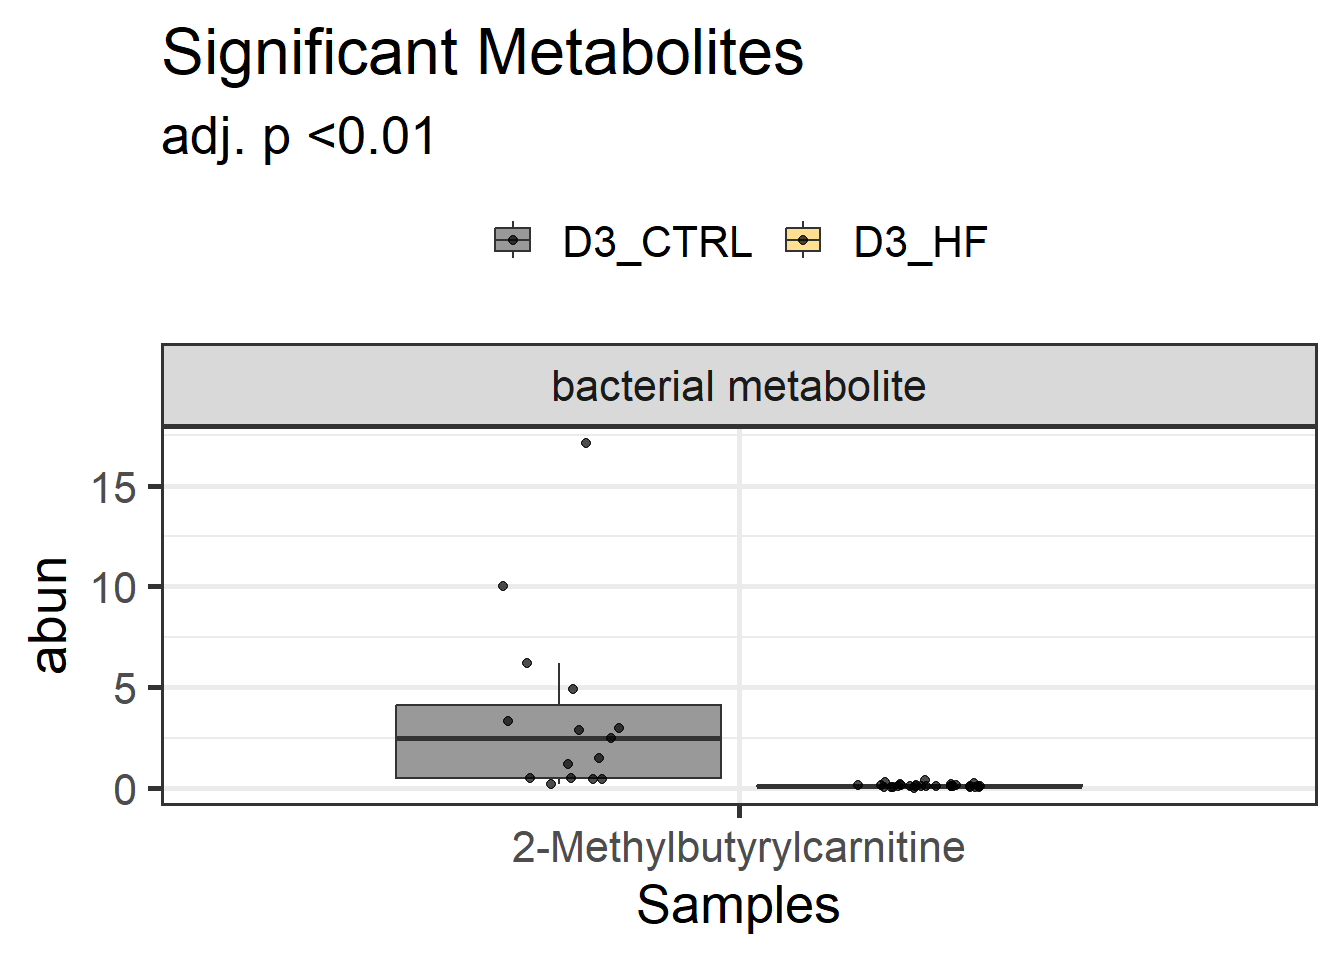 Significant Metabolites
adj. p <0.01
D3_CTRL D3_HF
bacterial metabolite
15
10
5
0
abun
2-Methylbutyrylcarnitine
Samples